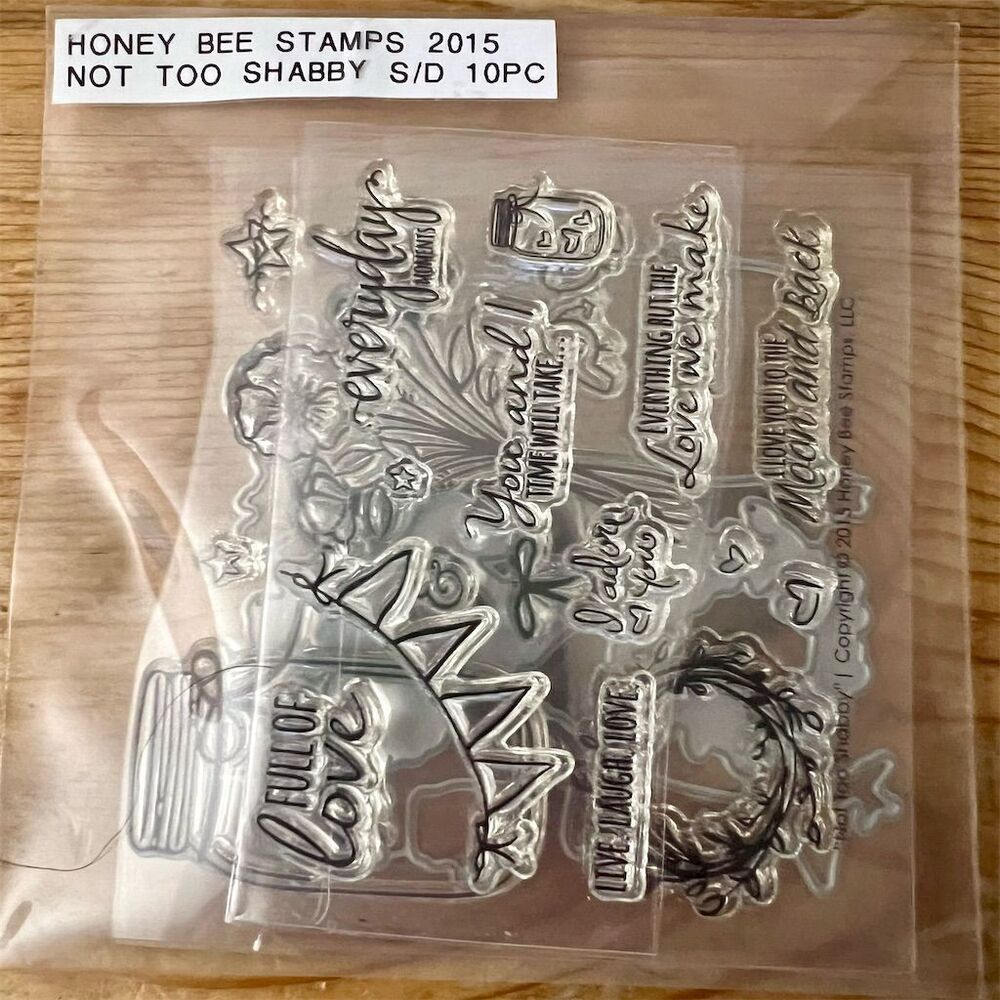 HONEY BEE STAMPS 2015
NOT TOO SHABBY S/D 10PC
everyday
MOMENTS
You and I
TIME WILL TAKE...
EVERYTHING BUT THE
Love we make
I LOVE YOU TO THE
Moon and Back
I adore
you
&
FULL OF
love
LIVE, LAUGH, LOVE
"Not Too Shabby" | Copyright © 2015 Honey Bee Stamps LLC